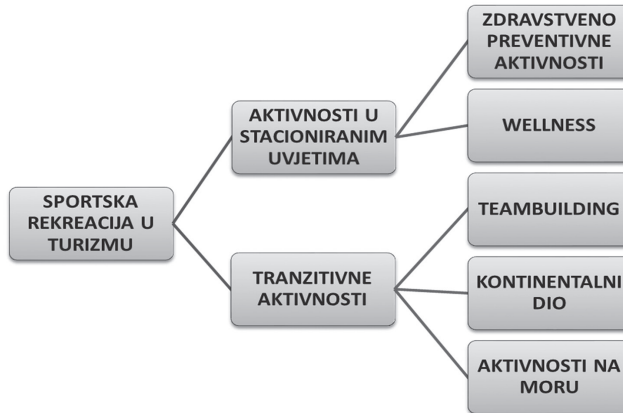 SPORTSKA
REKREACIJA U
TURIZMU
AKTIVNOSTI U
STACIONIRANIM
UVJETIMA
ZDRAVSTVENO
PREVENTIVNE
AKTIVNOSTI
WELLNESS
TRANZITIVNE
AKTIVNOSTI
TEAMBUILDING
KONTINENTALNI
DIO
AKTIVNOSTI NA
MORU